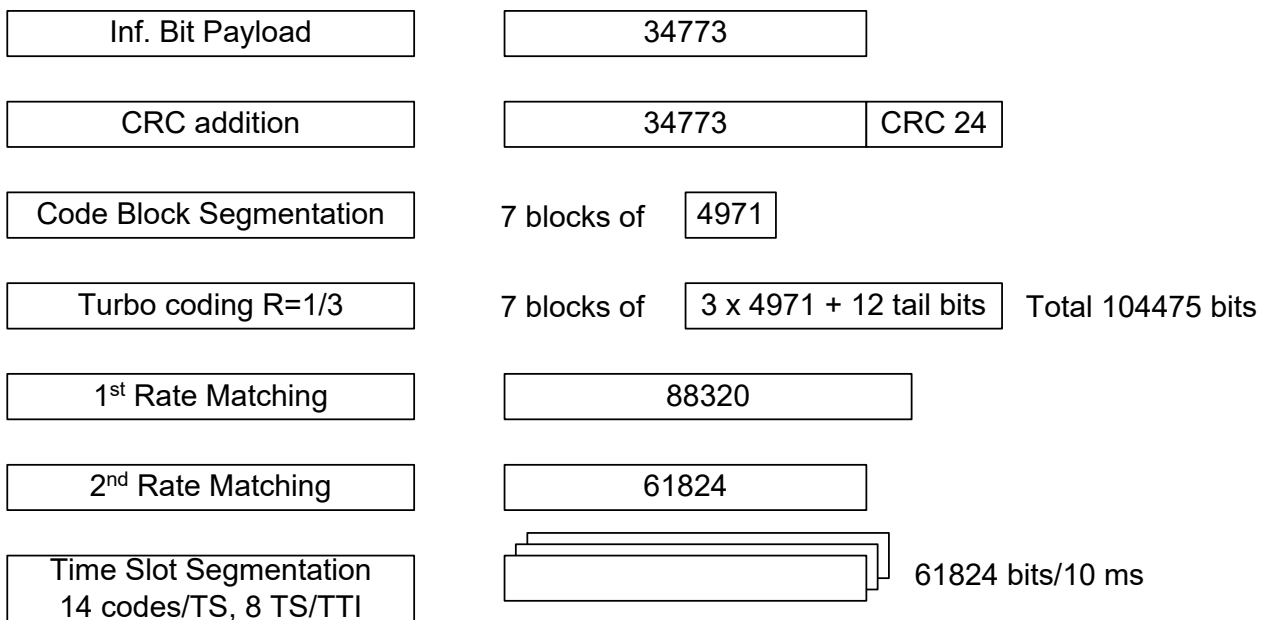 Inf. Bit Payload 34773
CRC addition 34773 CRC 24
Code Block Segmentation 7 blocks of 4971
Turbo coding R=1/3 7 blocks of 3 x 4971 + 12 tail bits Total 104475 bits
1st Rate Matching 88320
2nd Rate Matching 61824
Time Slot Segmentation
14 codes/TS, 8 TS/TTI
61824 bits/10 ms